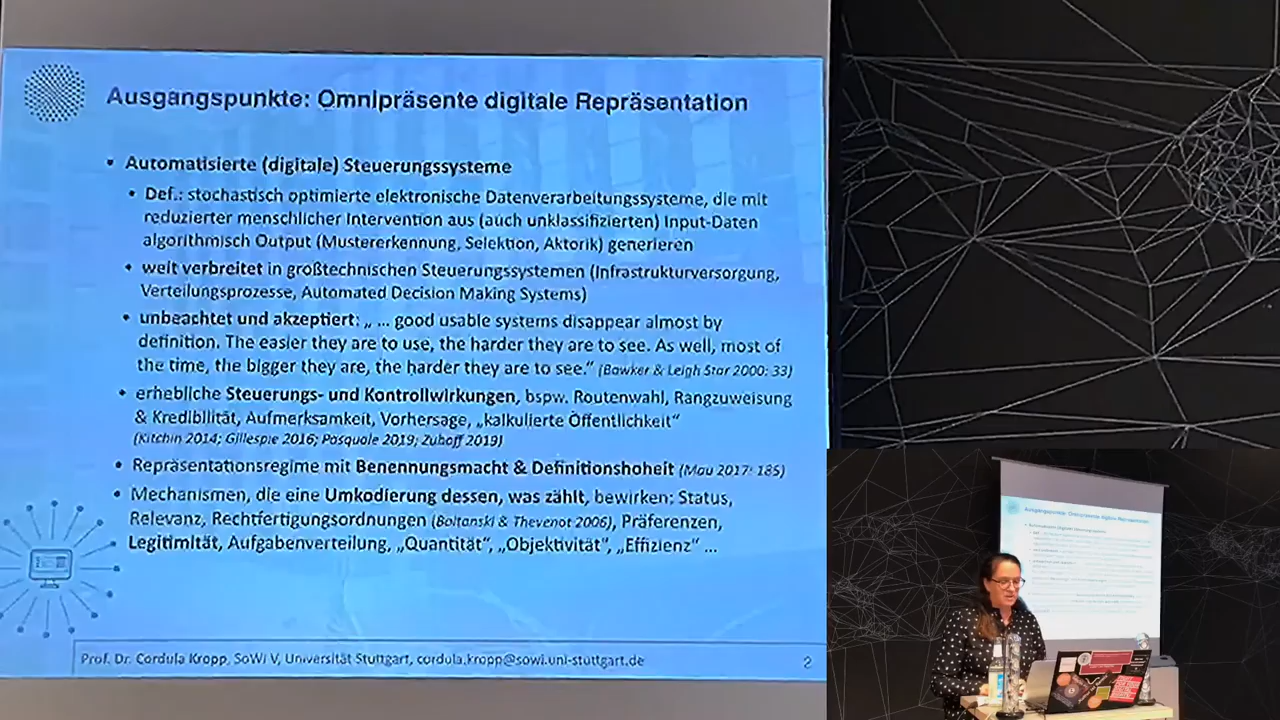 Ausgangspunkte: Omnipräsente digitale Repräsentation
• Automatisierte (digitale) Steuerungssysteme
• Def.: stochastisch optimierte elektronische Datenverarbeitungssysteme, die mit
reduzierter menschlicher Intervention aus (auch unklassifizierten) Input-Daten
algorithmisch Output (Mustererkennung, Selektion, Aktorik) generieren
• weit verbreitet in großtechnischen Steuerungssystemen (Infrastrukturversorgung,
Verteilungsprozesse, Automated Decision Making Systems)
• unbeachtet und akzeptiert: „ ... good usable systems disappear almost by
definition. The easier they are to use, the harder they are to see. As well, most of
the time, the bigger they are, the harder they are to see.“ (Bowker & Leigh Star 2000: 33)
• erhebliche Steuerungs- und Kontrollwirkungen, bspw. Routenwahl, Rangzuweisung
& Kredibilität, Aufmerksamkeit, Vorhersage, „kalkulierte Öffentlichkeit“
(Kitchin 2014; Gillespie 2016; Pasquale 2019; Zuboff 2019)
• Repräsentationsregime mit Benennungsmacht & Definitionshoheit (Mau 2017: 185)
• Mechanismen, die eine Umkodierung dessen, was zählt, bewirken: Status,
Relevanz, Rechtfertigungsordnungen (Boltanski & Thevenot 2006), Präferenzen,
Legitimität, Aufgabenverteilung, „Quantität“, „Objektivität“, „Effizienz“ ...
Prof. Dr. Cordula Kropp, SoWi V, Universität Stuttgart, cordula.kropp@sowi.uni-stuttgart.de
2
Ausgangspunkte: Omnipräsente digitale Repräsentation